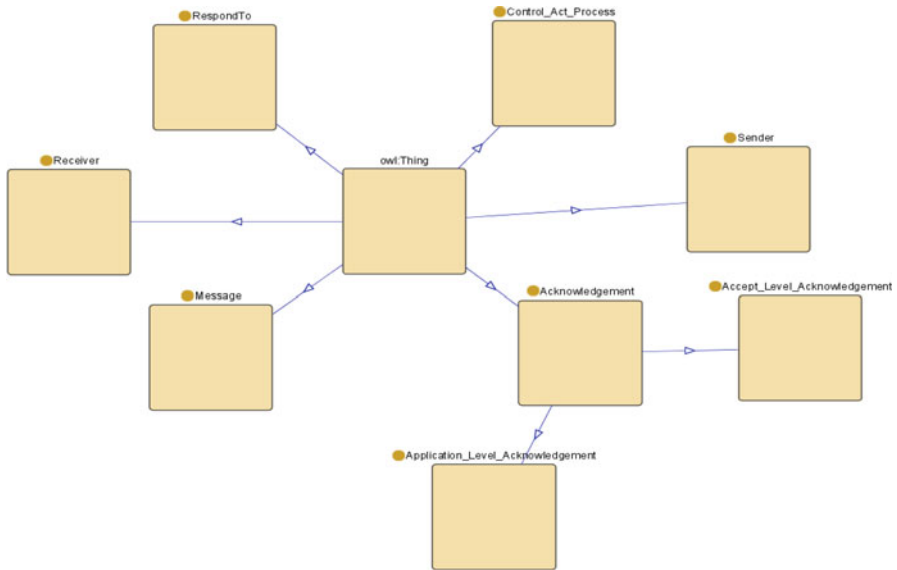 RespondTo
Control_Act_Process
Sender
Receiver
owl:Thing
Message
Acknowledgement
Accept_Level_Acknowledgement
Application_Level_Acknowledgement